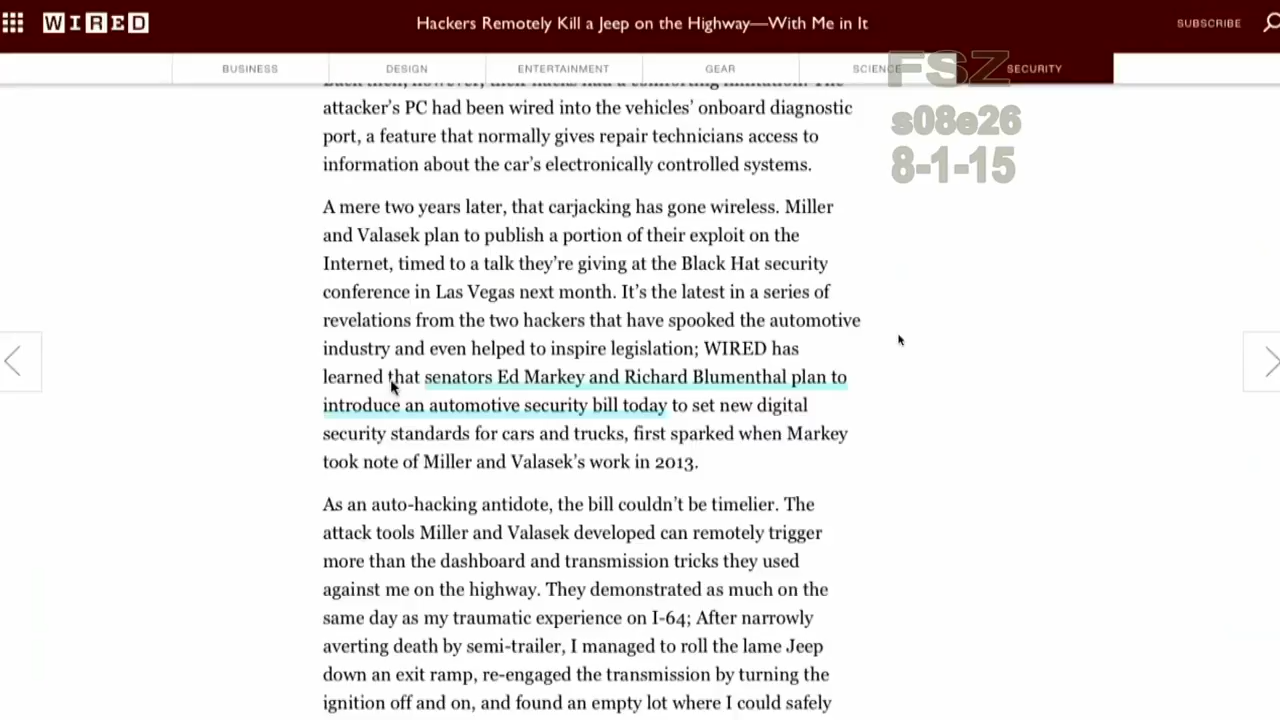 WIRED
Hackers Remotely Kill a Jeep on the Highway—With Me in It
SUBSCRIBE
BUSINESS
DESIGN
ENTERTAINMENT
GEAR
SCIENCE
SECURITY
FSZ
s08e26
8-1-15
Back then, however, their hacks had a comforting limitation: The
attacker’s PC had been wired into the vehicles’ onboard diagnostic
port, a feature that normally gives repair technicians access to
information about the car’s electronically controlled systems.
A mere two years later, that carjacking has gone wireless. Miller
and Valasek plan to publish a portion of their exploit on the
Internet, timed to a talk they’re giving at the Black Hat security
conference in Las Vegas next month. It’s the latest in a series of
revelations from the two hackers that have spooked the automotive
industry and even helped to inspire legislation; WIRED has
learned that senators Ed Markey and Richard Blumenthal plan to
introduce an automotive security bill today to set new digital
security standards for cars and trucks, first sparked when Markey
took note of Miller and Valasek’s work in 2013.
As an auto-hacking antidote, the bill couldn’t be timelier. The
attack tools Miller and Valasek developed can remotely trigger
more than the dashboard and transmission tricks they used
against me on the highway. They demonstrated as much on the
same day as my traumatic experience on I-64; After narrowly
averting death by semi-trailer, I managed to roll the lame Jeep
down an exit ramp, re-engaged the transmission by turning the
ignition off and on, and found an empty lot where I could safely